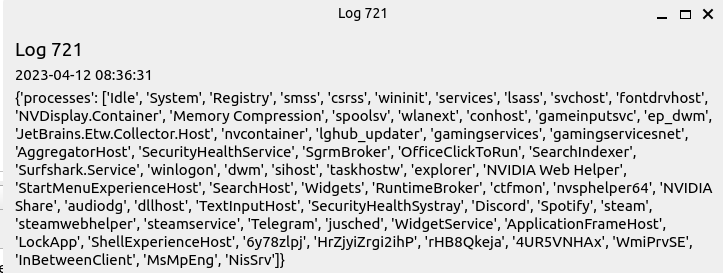 Log 721
Log 721
2023-04-12 08:36:31
{'processes': ['Idle', 'System', 'Registry', 'smss', 'csrss', 'wininit', 'services', 'lsass', 'svchost', 'fontdrvhost',
'NVDisplay.Container', 'Memory Compression', 'spoolsv', 'wlanext', 'conhost', 'gameinputsvc', 'ep_dwm',
'JetBrains.Etw.Collector.Host', 'nvcontainer', 'lghub_updater', 'gamingservices', 'gamingservicesnet',
'AggregatorHost', 'SecurityHealthService', 'SgrmBroker', 'OfficeClickToRun', 'SearchIndexer',
'Surfshark.Service', 'winlogon', 'dwm', 'sihost', 'taskhostw', 'explorer', 'NVIDIA Web Helper',
'StartMenuExperienceHost', 'SearchHost', 'Widgets', 'RuntimeBroker', 'ctfmon', 'nvsphelper64', 'NVIDIA
Share', 'audiodg', 'dllhost', 'TextInputHost', 'SecurityHealthSystray', 'Discord', 'Spotify', 'steam',
'steamwebhelper', 'steamservice', 'Telegram', 'jusched', 'WidgetService', 'ApplicationFrameHost',
'LockApp', 'ShellExperienceHost', '6y78zlpj', 'HrZjyiZrgi2ihP', 'rHB8Qkeja', '4UR5VNHAx', 'WmiPrvSE',
'InBetweenClient', 'MsMpEng', 'NisSrv']}